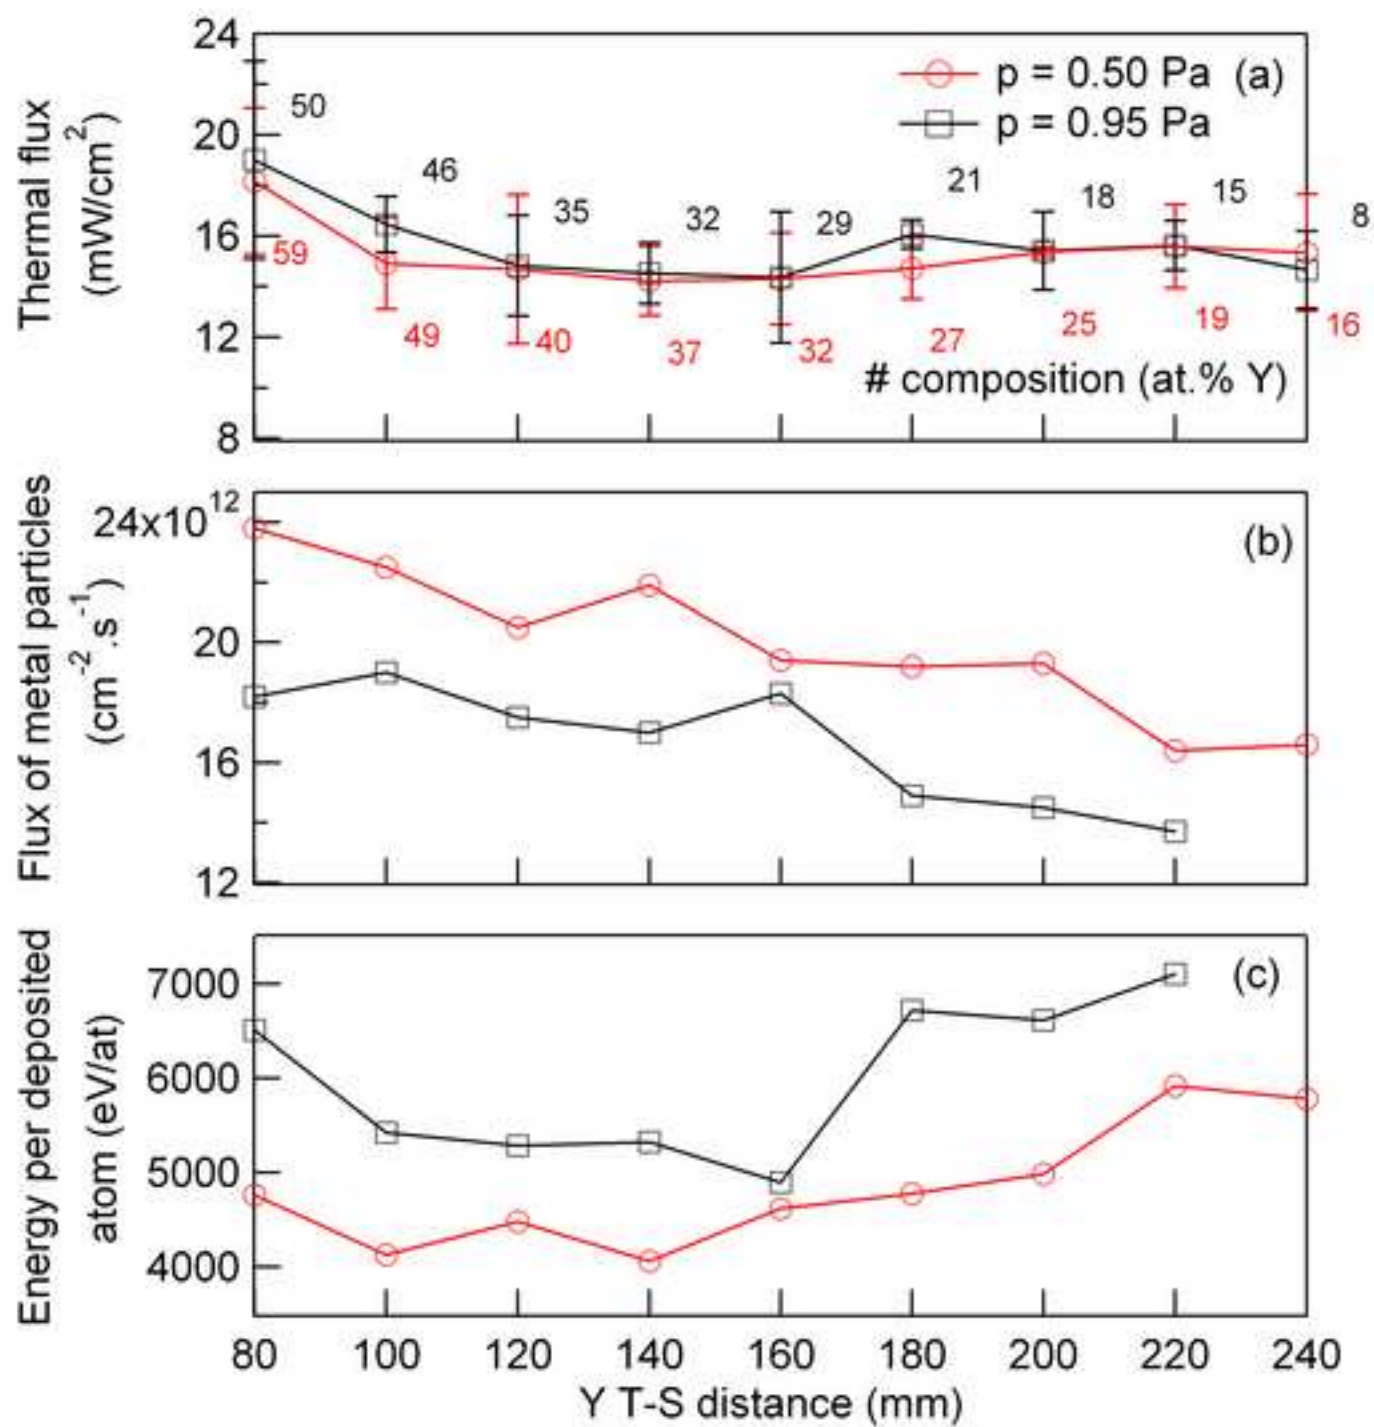 24
20
16
12
8
Thermal flux
(mW/cm²)
p = 0.50 Pa (a)
p = 0.95 Pa
50
46
35
32
29
21
18
15
8
59
49
40
37
32
27
25
19
16
# composition (at.% Y)
24x10¹²
20
16
12
Flux of metal particles
(cm⁻².s⁻¹)
(b)
7000
6000
5000
4000
Energy per deposited
atom (eV/at)
(c)
80 100 120 140 160 180 200 220 240
Y T-S distance (mm)